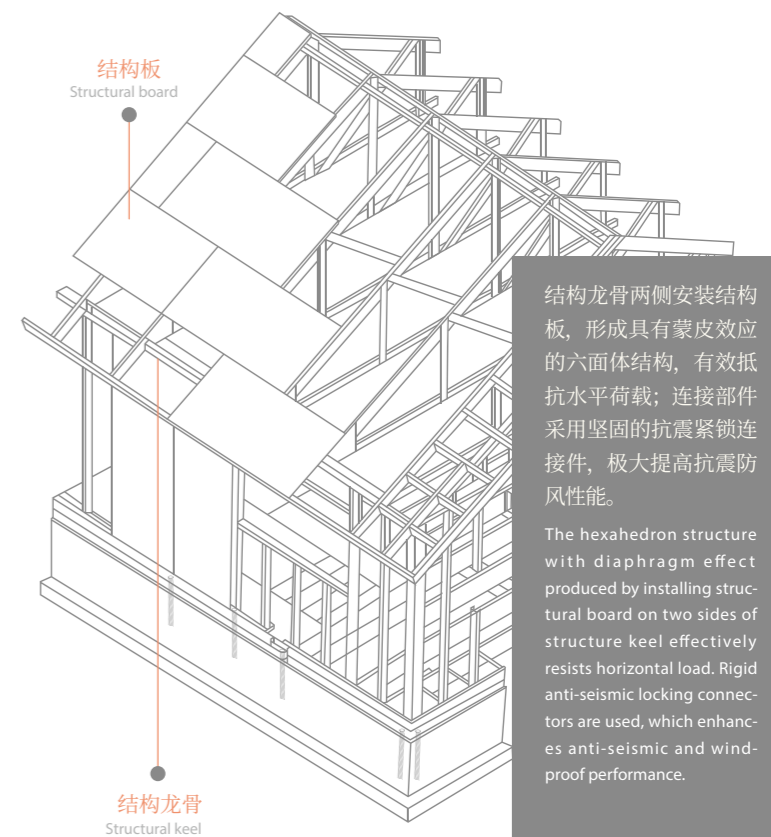 结构板
Structural board
结构龙骨两侧安装结构
板，形成具有蒙皮效应
的六面体结构，有效抵
抗水平荷载；连接部件
采用坚固的抗震紧锁连
接件，极大提高抗震防
风性能。
The hexahedron structure
with diaphragm effect
produced by installing struc-
tural board on two sides of
structure keel effectively
resists horizontal load. Rigid
anti-seismic locking connec-
tors are used, which enhanc-
es anti-seismic and wind-
proof performance.
结构龙骨
Structural keel